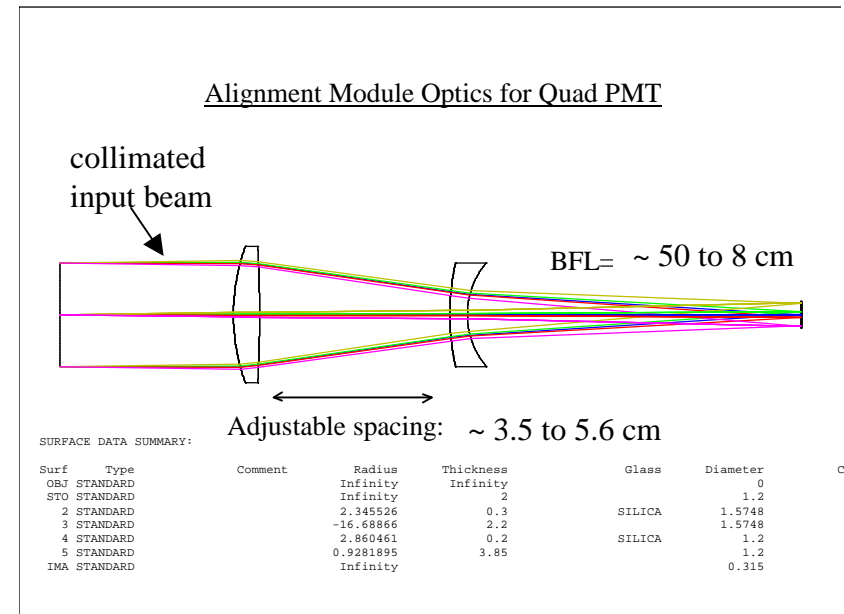 Alignment Module Optics for Quad PMT
collimated
input beam
BFL= ~ 50 to 8 cm
Adjustable spacing: ~ 3.5 to 5.6 cm
SURFACE DATA SUMMARY:
Surf Type Comment Radius Thickness Glass Diameter C
OBJ STANDARD Infinity Infinity 0
STO STANDARD Infinity 2 1.2
2 STANDARD 2.345526 0.3 SILICA 1.5748
3 STANDARD -16.68866 2.2 1.5748
4 STANDARD 2.860461 0.2 SILICA 1.2
5 STANDARD 0.9281895 3.85 1.2
IMA STANDARD Infinity 0.315